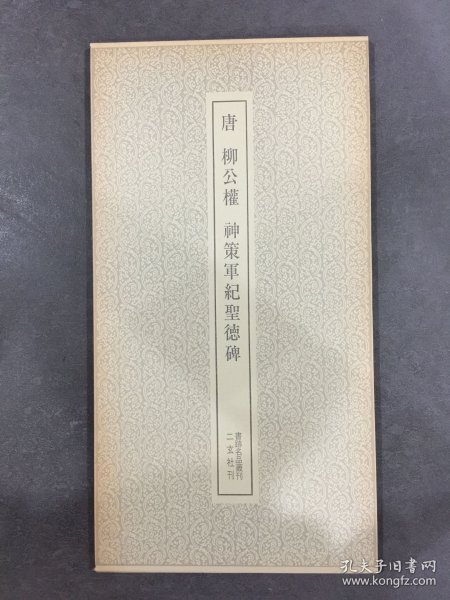 唐 柳公權 神策軍紀聖徳碑
書跡名品叢刊
二玄社刊
孔夫子旧书网
www.kongfz.com